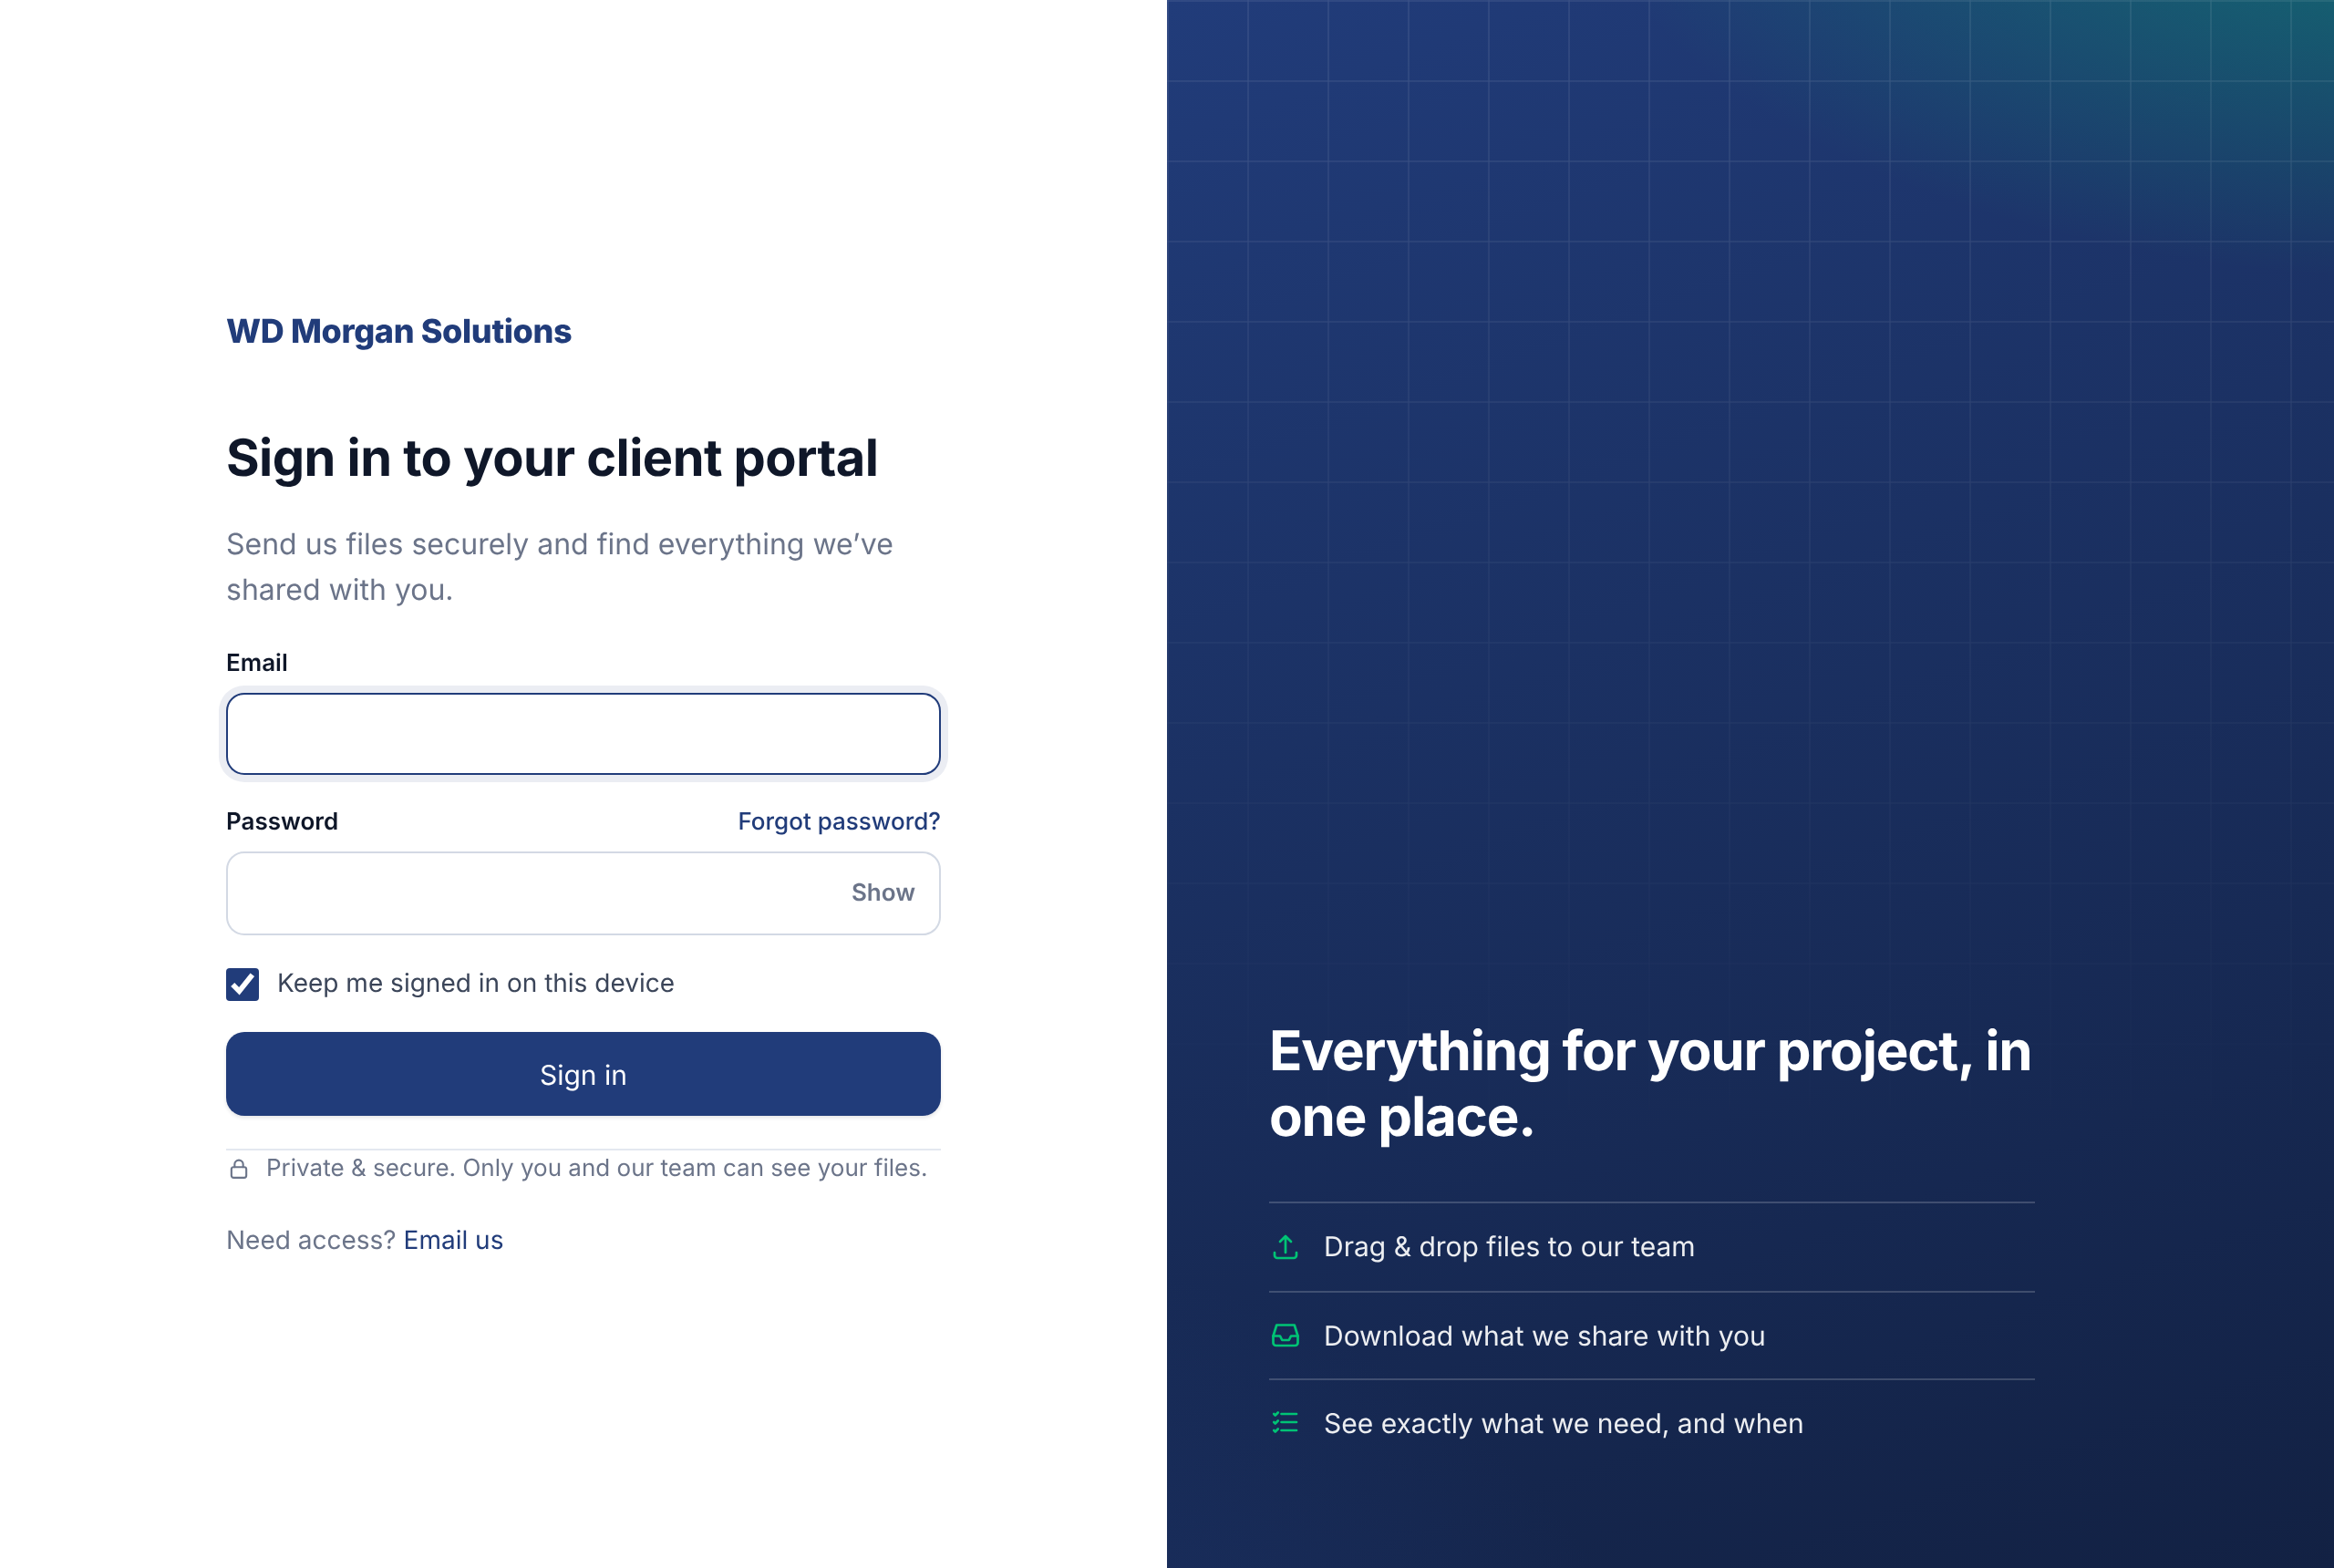 WD Morgan Solutions
Sign in to your client portal
Send us files securely and find everything we’ve
shared with you.
Email
Password
Forgot password?
Show
Keep me signed in on this device
Sign in
Private & secure. Only you and our team can see your files.
Need access? Email us
Everything for your project, in
one place.
Drag & drop files to our team
Download what we share with you
See exactly what we need, and when